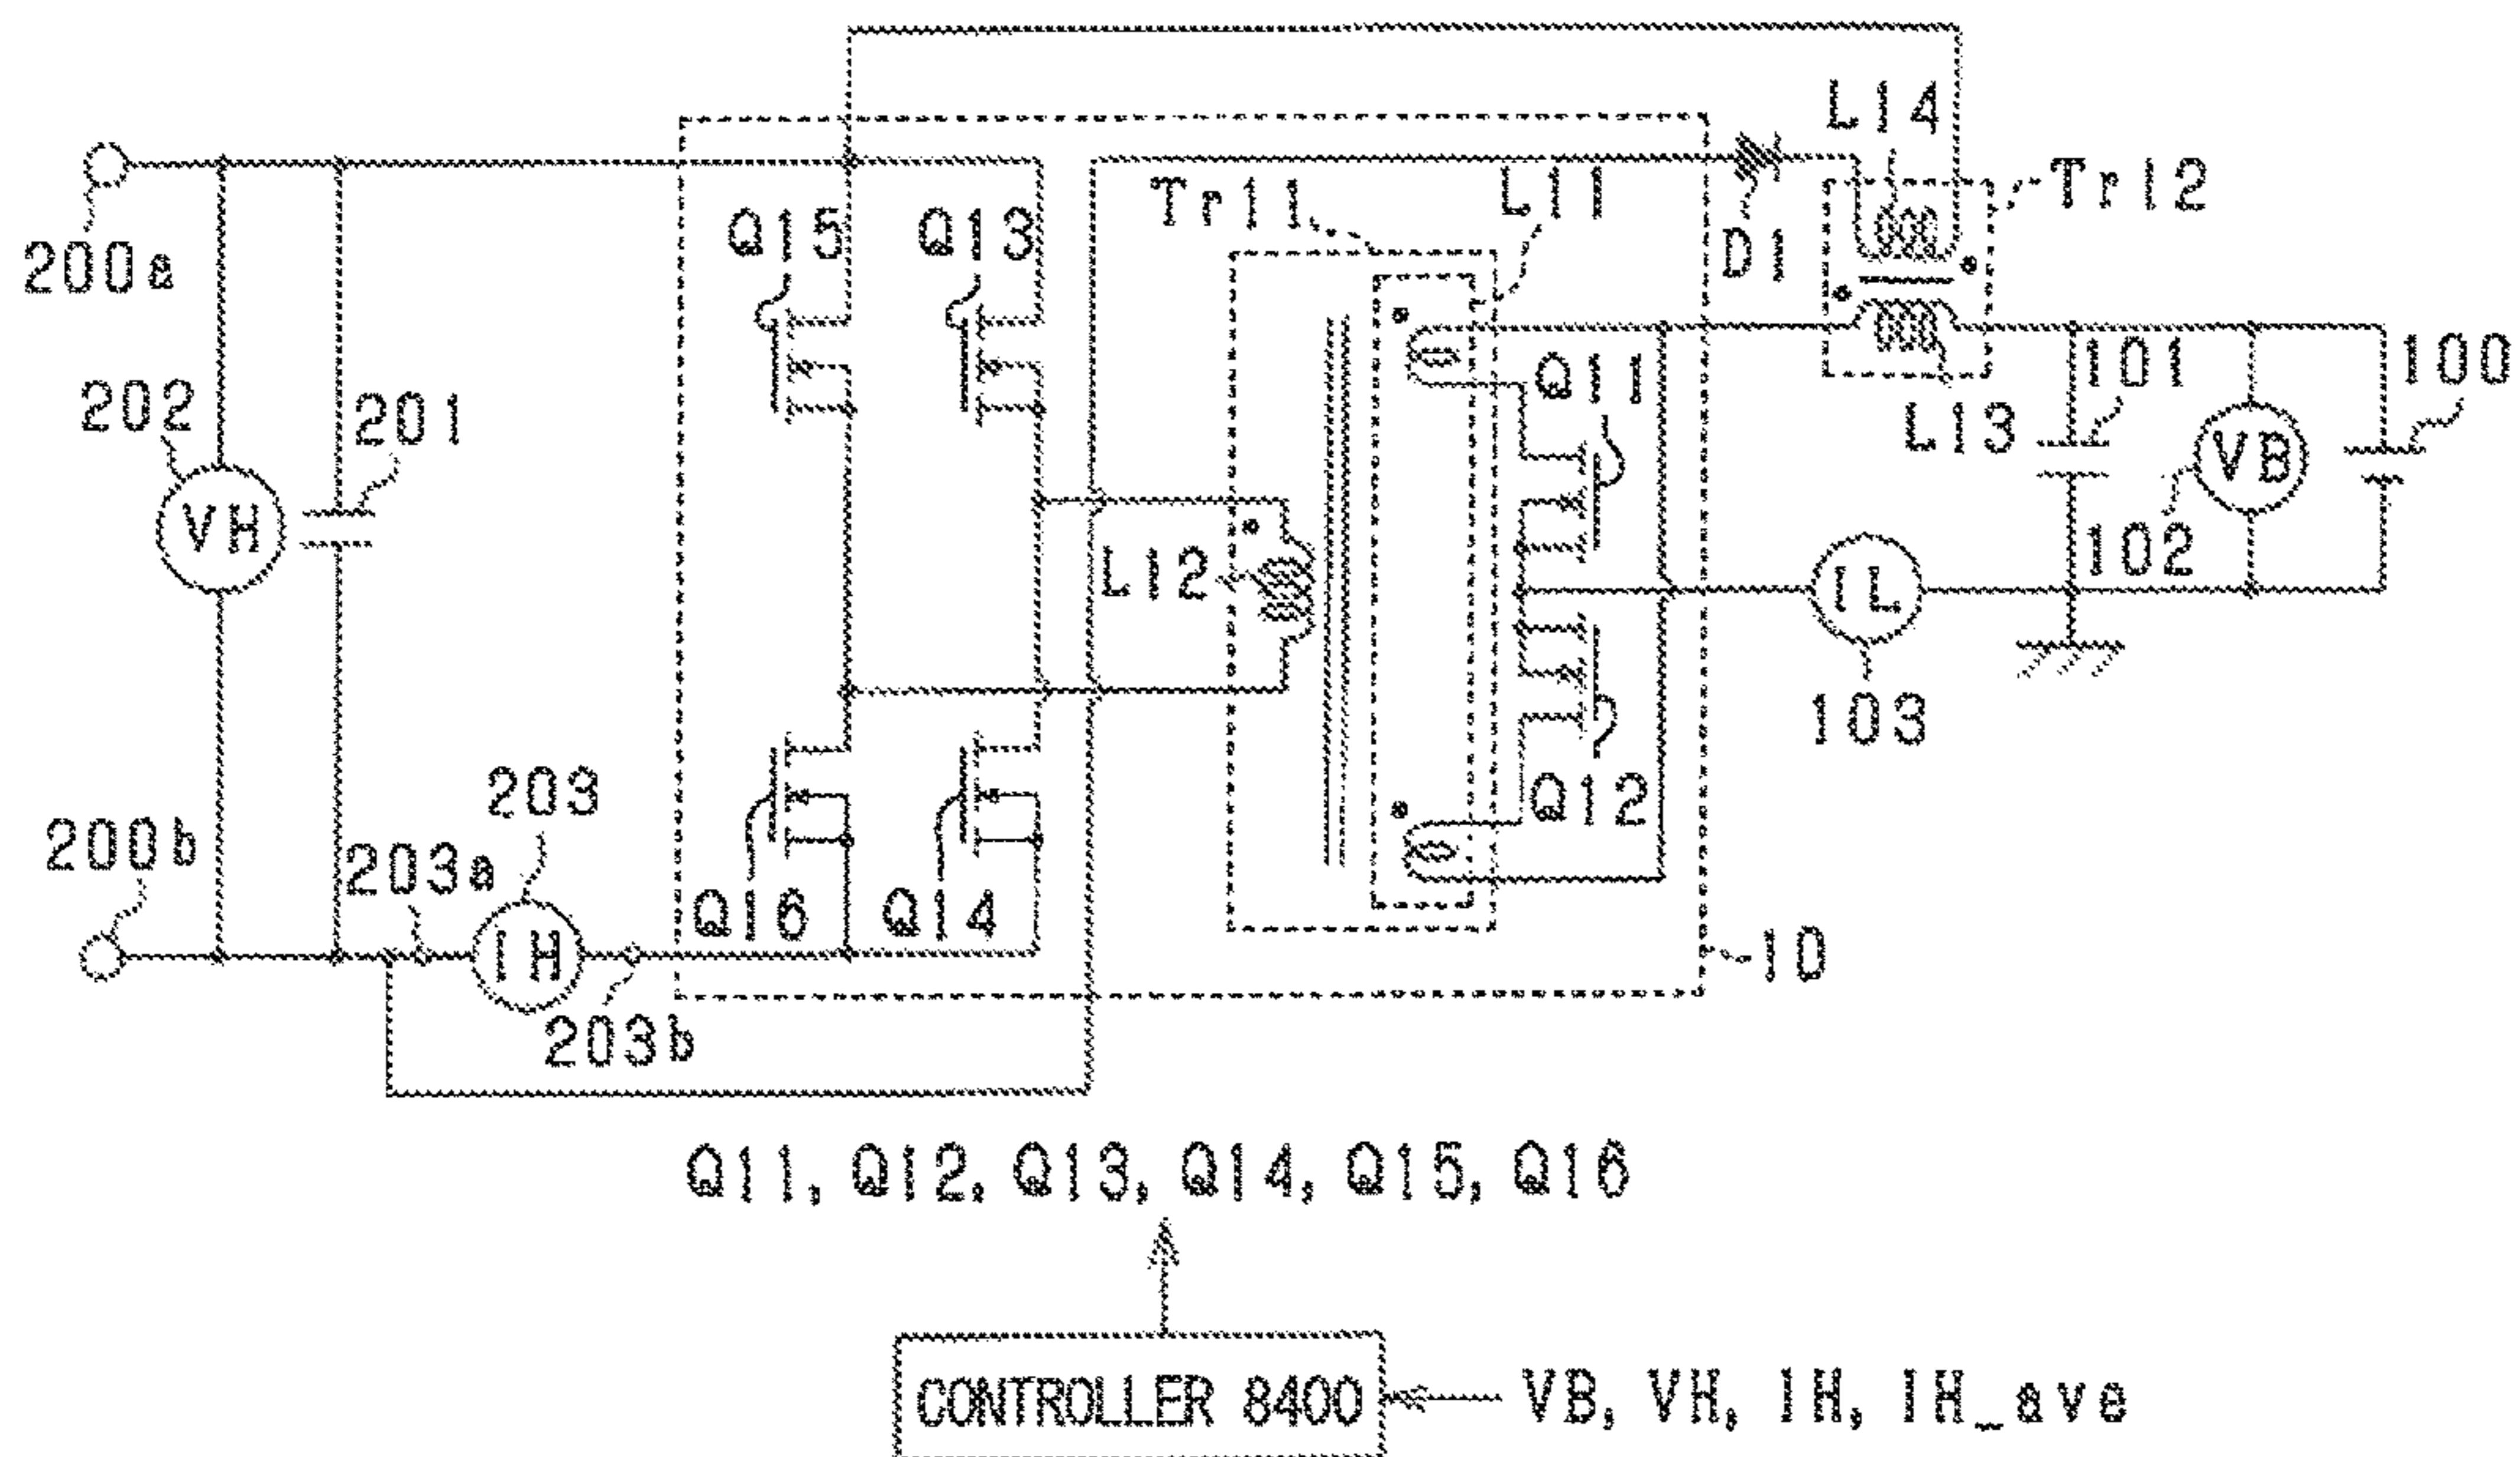 L14
Tr12
Tr11
L11
Q15
Q13
D1
200a
202
201
Q11
101
100
L13
VH
VB
L12
102
IL
103
203
Q12
200b
203a
Q16
Q14
IH
10
203b
Q11, Q12, Q13, Q14, Q15, Q16
CONTROLLER 8400
VB, VH, IH, IH_ave